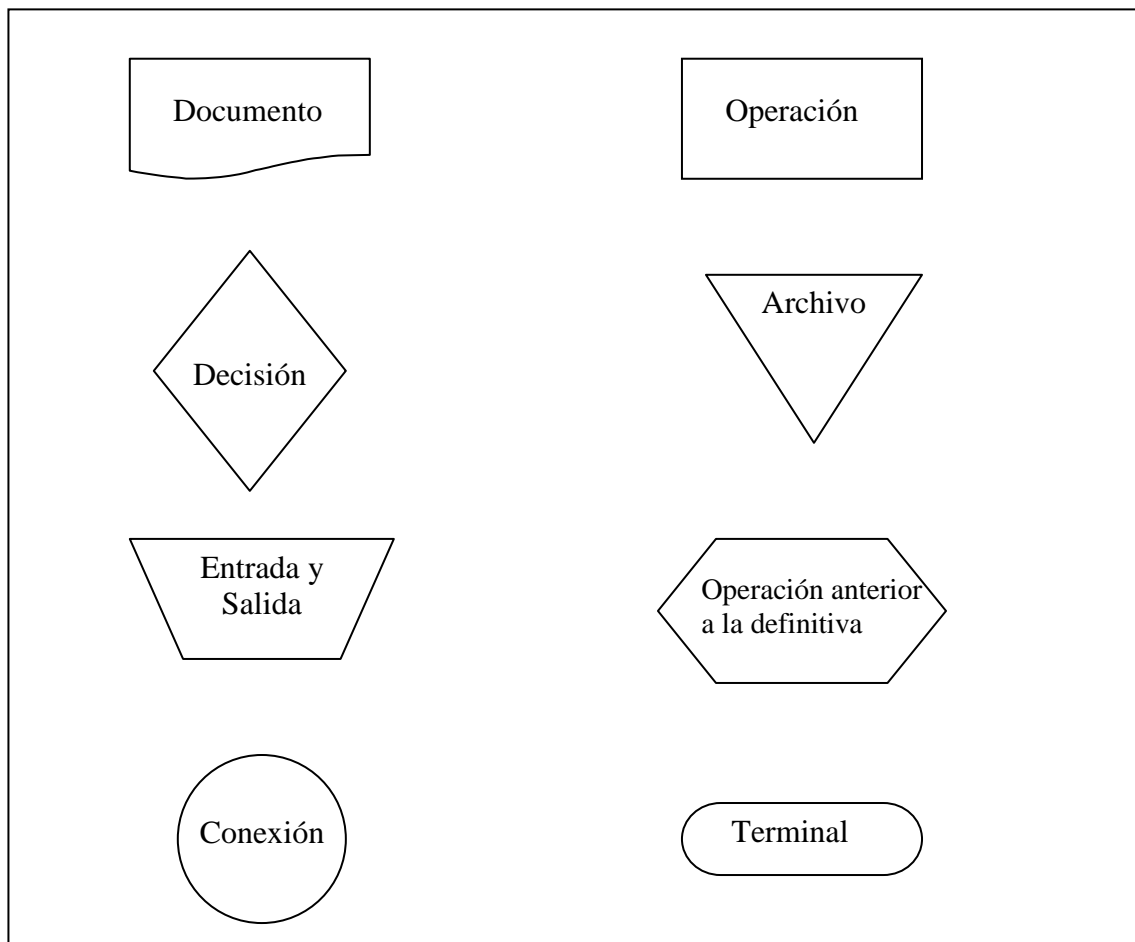 Documento
Operación
Decisión
Archivo
Entrada y
Salida
Operación anterior
a la definitiva
Conexión
Terminal